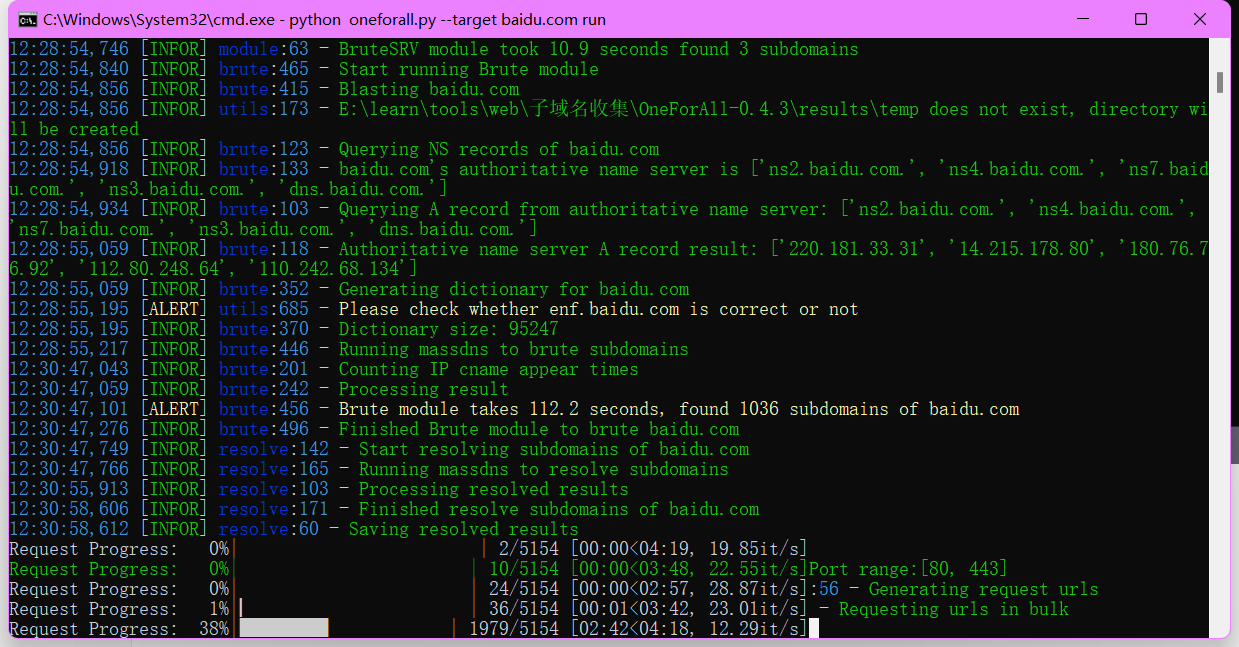 C:\Windows\System32\cmd.exe - python  oneforall.py --target baidu.com run
12:28:54,746 [INFOR] module:63 - BruteSRV module took 10.9 seconds found 3 subdomains
12:28:54,840 [INFOR] brute:465 - Start running Brute module
12:28:54,856 [INFOR] brute:415 - Blasting baidu.com
12:28:54,856 [INFOR] utils:173 - E:\learn\tools\web\子域名收集\OneForAll-0.4.3\results\temp does not exist, directory wi
ll be created
12:28:54,856 [INFOR] brute:123 - Querying NS records of baidu.com
12:28:54,918 [INFOR] brute:133 - baidu.com's authoritative name server is ['ns2.baidu.com.', 'ns4.baidu.com.', 'ns7.baid
u.com.', 'ns3.baidu.com.', 'dns.baidu.com.']
12:28:54,934 [INFOR] brute:103 - Querying A record from authoritative name server: ['ns2.baidu.com.', 'ns4.baidu.com.',
'ns7.baidu.com.', 'ns3.baidu.com.', 'dns.baidu.com.']
12:28:55,059 [INFOR] brute:118 - Authoritative name server A record result: ['220.181.33.31', '14.215.178.80', '180.76.7
6.92', '112.80.248.64', '110.242.68.134']
12:28:55,059 [INFOR] brute:352 - Generating dictionary for baidu.com
12:28:55,195 [ALERT] utils:685 - Please check whether enf.baidu.com is correct or not
12:28:55,195 [INFOR] brute:370 - Dictionary size: 95247
12:28:55,217 [INFOR] brute:446 - Running massdns to brute subdomains
12:30:47,043 [INFOR] brute:201 - Counting IP cname appear times
12:30:47,059 [INFOR] brute:242 - Processing result
12:30:47,101 [ALERT] brute:456 - Brute module takes 112.2 seconds, found 1036 subdomains of baidu.com
12:30:47,276 [INFOR] brute:496 - Finished Brute module to brute baidu.com
12:30:47,749 [INFOR] resolve:142 - Start resolving subdomains of baidu.com
12:30:47,766 [INFOR] resolve:165 - Running massdns to resolve subdomains
12:30:55,913 [INFOR] resolve:103 - Processing resolved results
12:30:58,606 [INFOR] resolve:171 - Finished resolve subdomains of baidu.com
12:30:58,612 [INFOR] resolve:60 - Saving resolved results
Request Progress:   0%|                        | 2/5154 [00:00<04:19, 19.85it/s]
Request Progress:   0%|                       | 10/5154 [00:00<03:48, 22.55it/s]Port range:[80, 443]
Request Progress:   0%|                       | 24/5154 [00:00<02:57, 28.87it/s]:56 - Generating request urls
Request Progress:   1%|                       | 36/5154 [00:01<03:42, 23.01it/s] - Requesting urls in bulk
Request Progress:  38%|                     | 1979/5154 [02:42<04:18, 12.29it/s]